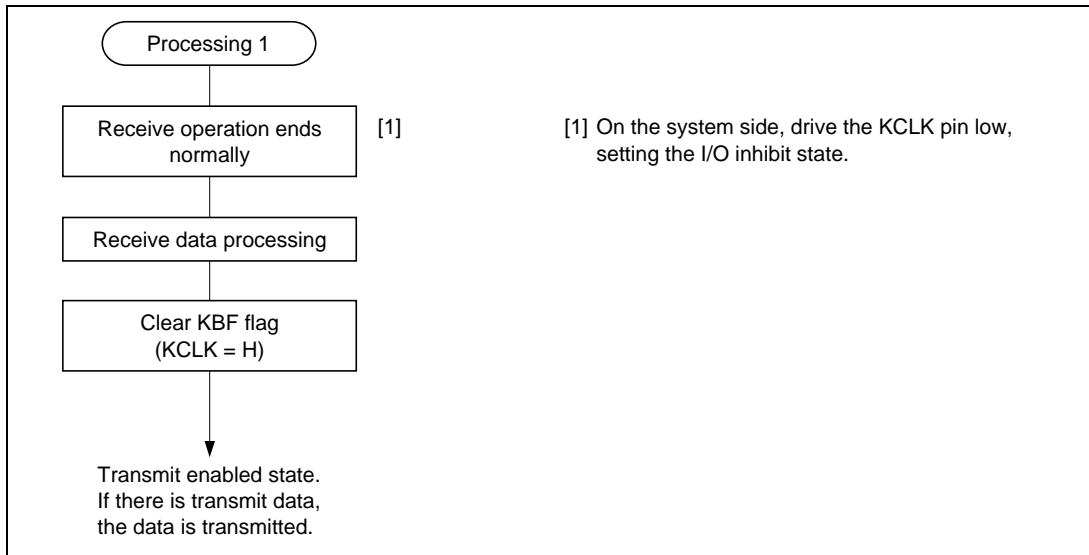 Processing 1
Receive operation ends
normally
[1]
[1] On the system side, drive the KCLK pin low,
setting the I/O inhibit state.
Receive data processing
Clear KBF flag
(KCLK = H)
Transmit enabled state.
If there is transmit data,
the data is transmitted.